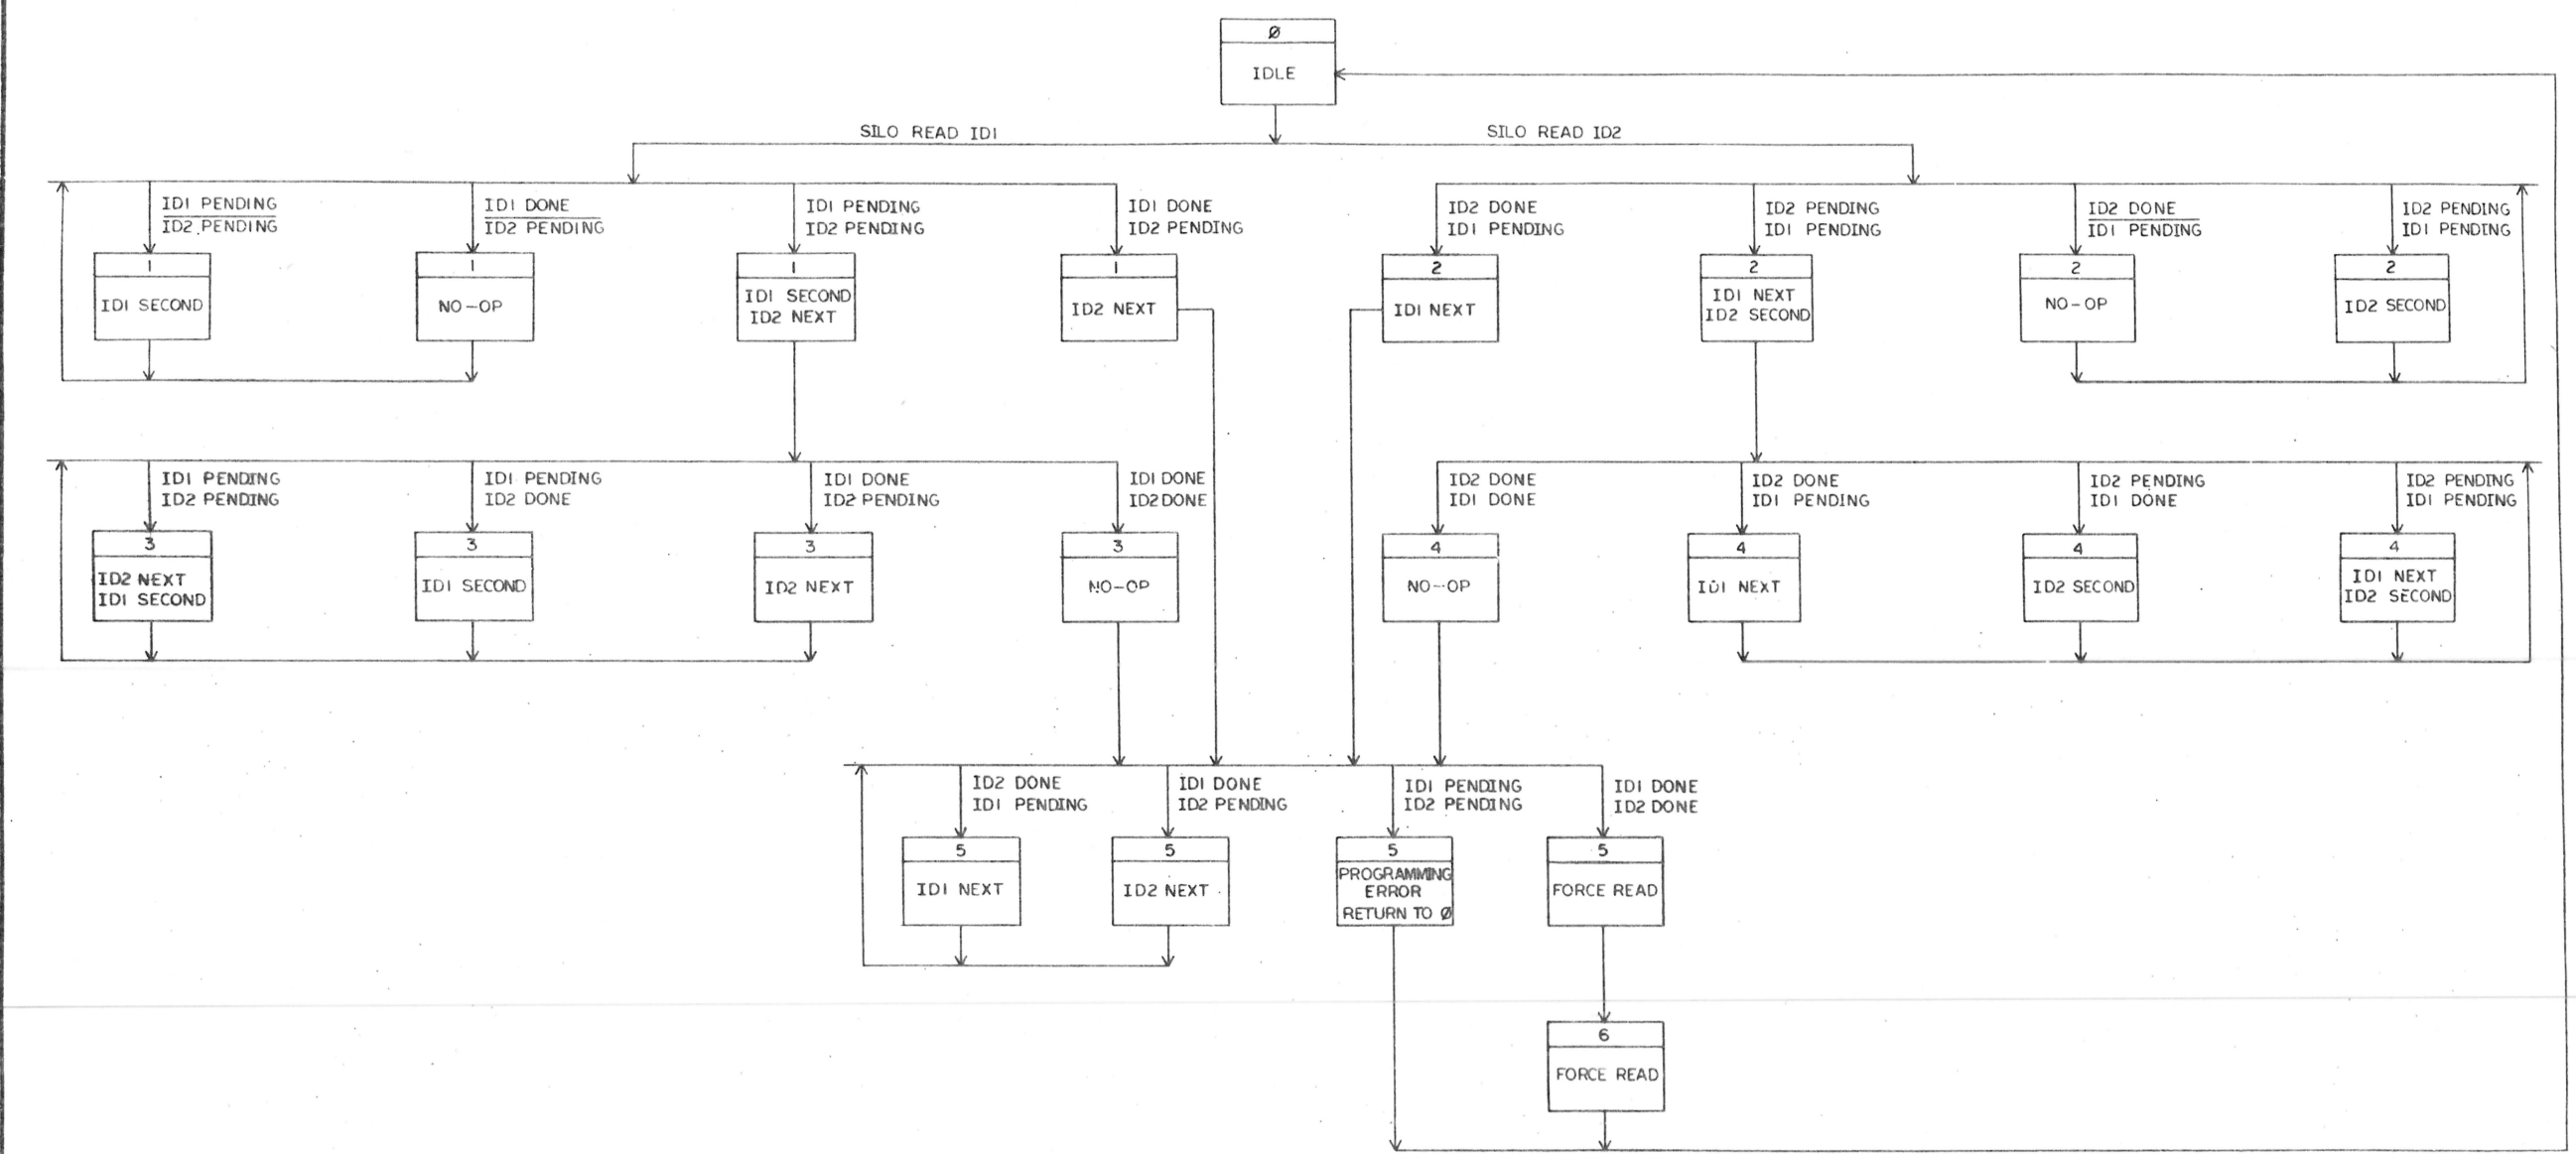 Ø
IDLE
SILO READ ID1
SILO READ ID2
ID1 PENDING
ID2 PENDING
ID1 DONE
ID2 PENDING
ID1 PENDING
ID2 PENDING
ID1 DONE
ID2 PENDING
ID2 DONE
ID1 PENDING
ID2 PENDING
ID1 PENDING
ID2 DONE
ID1 PENDING
ID2 PENDING
ID1 PENDING
1
ID1 SECOND
1
NO-OP
1
ID1 SECOND
ID2 NEXT
1
ID2 NEXT
2
ID1 NEXT
2
ID1 NEXT
ID2 SECOND
2
NO-OP
2
ID2 SECOND
ID1 PENDING
ID2 PENDING
ID1 PENDING
ID2 DONE
ID1 DONE
ID2 PENDING
ID1 DONE
ID2 DONE
ID2 DONE
ID1 DONE
ID2 DONE
ID1 PENDING
ID2 PENDING
ID1 DONE
ID2 PENDING
ID1 PENDING
3
ID2 NEXT
ID1 SECOND
3
ID1 SECOND
3
ID2 NEXT
3
NO-OP
4
NO-OP
4
ID1 NEXT
4
ID2 SECOND
4
ID1 NEXT
ID2 SECOND
ID2 DONE
ID1 PENDING
ID1 DONE
ID2 PENDING
ID1 PENDING
ID2 PENDING
ID1 DONE
ID2 DONE
5
ID1 NEXT
5
ID2 NEXT
5
PROGRAMMING
ERROR
RETURN TO Ø
5
FORCE READ
6
FORCE READ